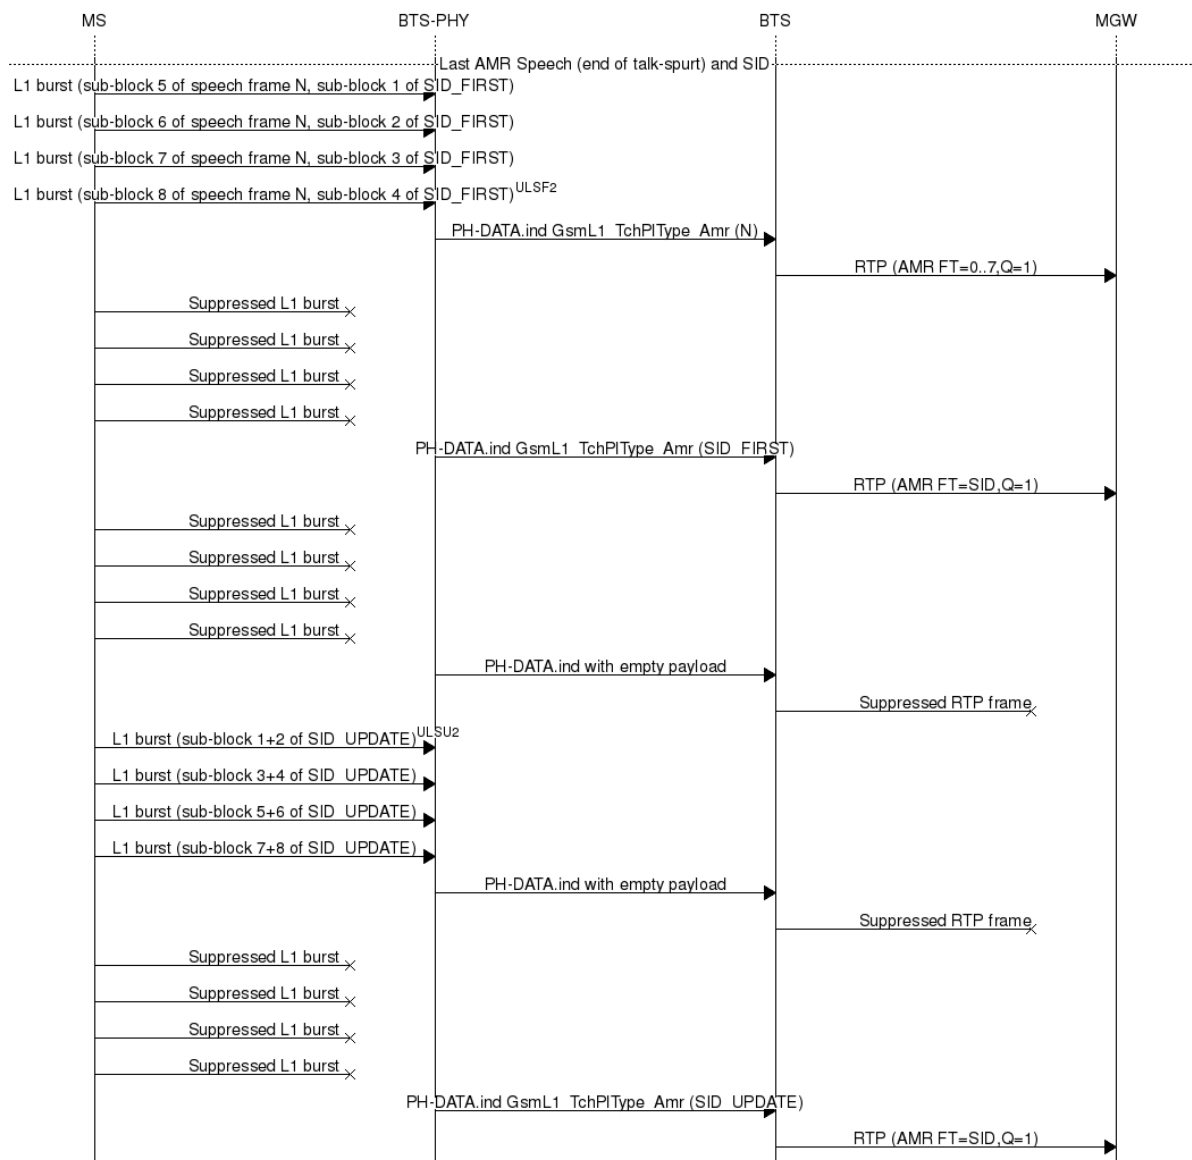 MS BTS-PHY BTS MGW
Last AMR Speech (end of talk-spurt) and SID
L1 burst (sub-block 5 of speech frame N, sub-block 1 of SID_FIRST)
L1 burst (sub-block 6 of speech frame N, sub-block 2 of SID_FIRST)
L1 burst (sub-block 7 of speech frame N, sub-block 3 of SID_FIRST)
L1 burst (sub-block 8 of speech frame N, sub-block 4 of SID_FIRST) ULSF2
PH-DATA.ind GsmL1_TchPlType_Amr (N)
RTP (AMR FT=0..7,Q=1)
Suppressed L1 burst
Suppressed L1 burst
Suppressed L1 burst
Suppressed L1 burst
PH-DATA.ind GsmL1_TchPlType_Amr (SID_FIRST)
RTP (AMR FT=SID,Q=1)
Suppressed L1 burst
Suppressed L1 burst
Suppressed L1 burst
Suppressed L1 burst
PH-DATA.ind with empty payload
Suppressed RTP frame
L1 burst (sub-block 1+2 of SID_UPDATE) ULSU2
L1 burst (sub-block 3+4 of SID_UPDATE)
L1 burst (sub-block 5+6 of SID_UPDATE)
L1 burst (sub-block 7+8 of SID_UPDATE)
PH-DATA.ind with empty payload
Suppressed RTP frame
Suppressed L1 burst
Suppressed L1 burst
Suppressed L1 burst
Suppressed L1 burst
PH-DATA.ind GsmL1_TchPlType_Amr (SID_UPDATE)
RTP (AMR FT=SID,Q=1)